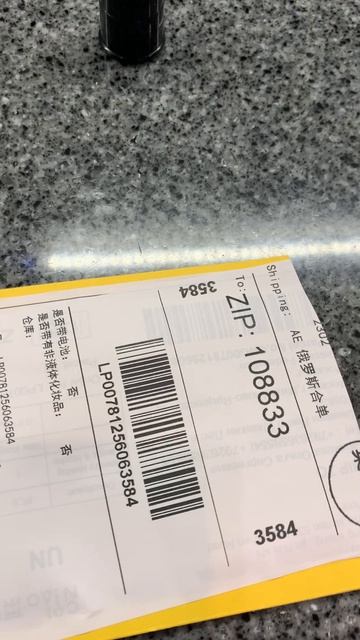 2502
Shipping: AE 俄罗斯合单
To: ZIP: 108833
3584
3584
LP00781256063584
是否带电池: 否
是否带有非液体化妆品: 否
仓库:
LP00781256063584